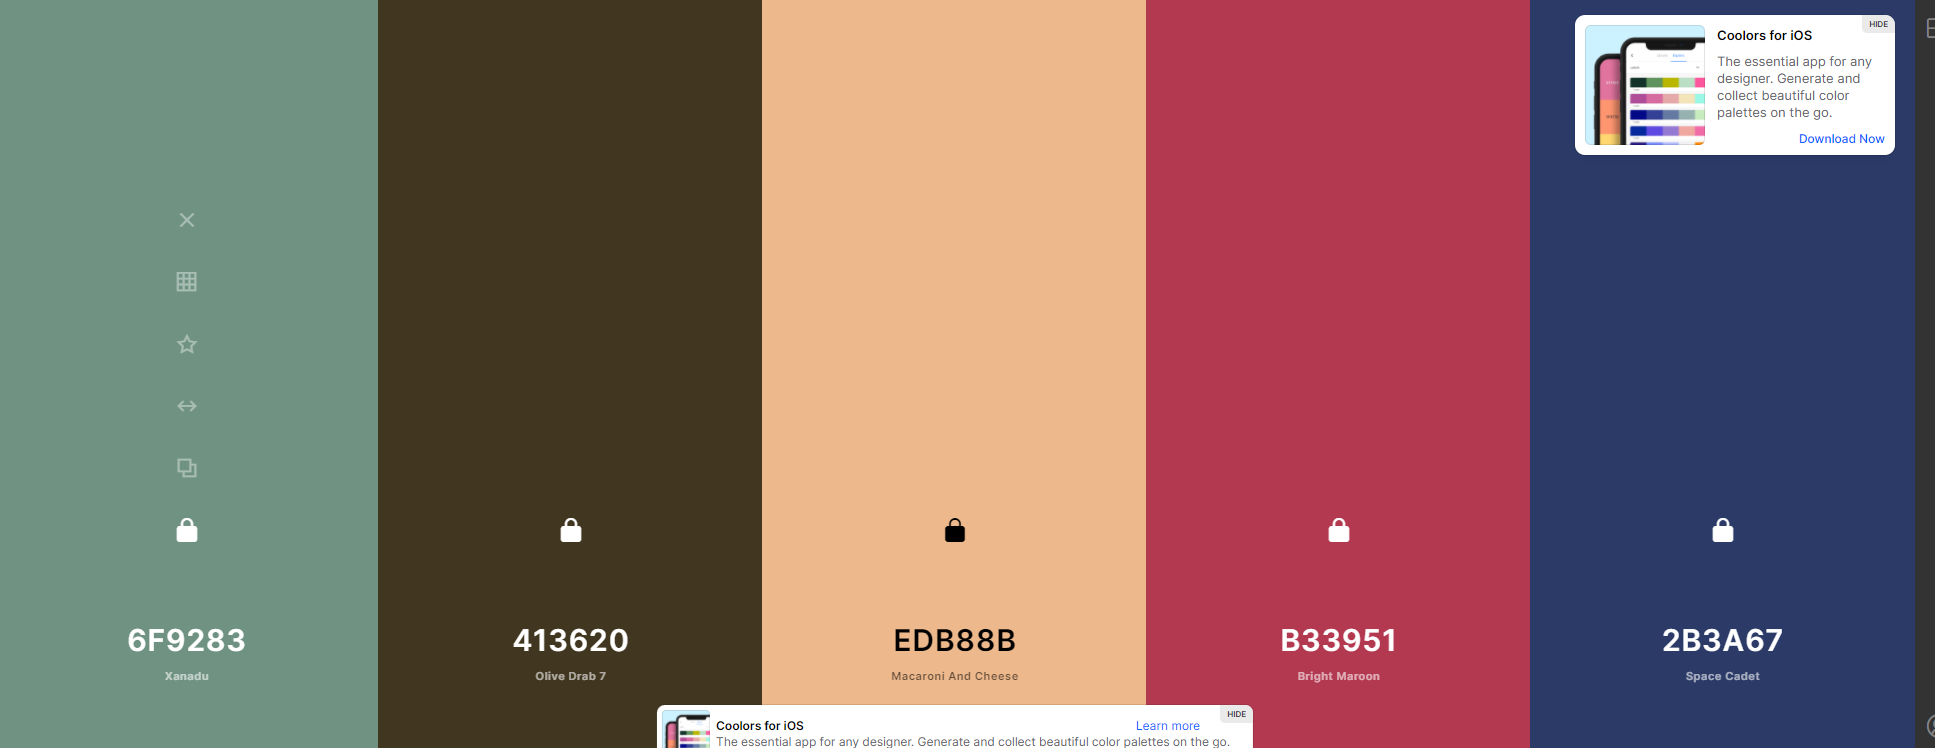 HIDE
Coolors for iOS
The essential app for any
designer. Generate and
collect beautiful color
palettes on the go.
Download Now
6F9283
Xanadu
413620
Olive Drab 7
EDB88B
Macaroni And Cheese
B33951
Bright Maroon
2B3A67
Space Cadet
HIDE
Coolors for iOS
Learn more
The essential app for any designer. Generate and collect beautiful color palettes on the go.